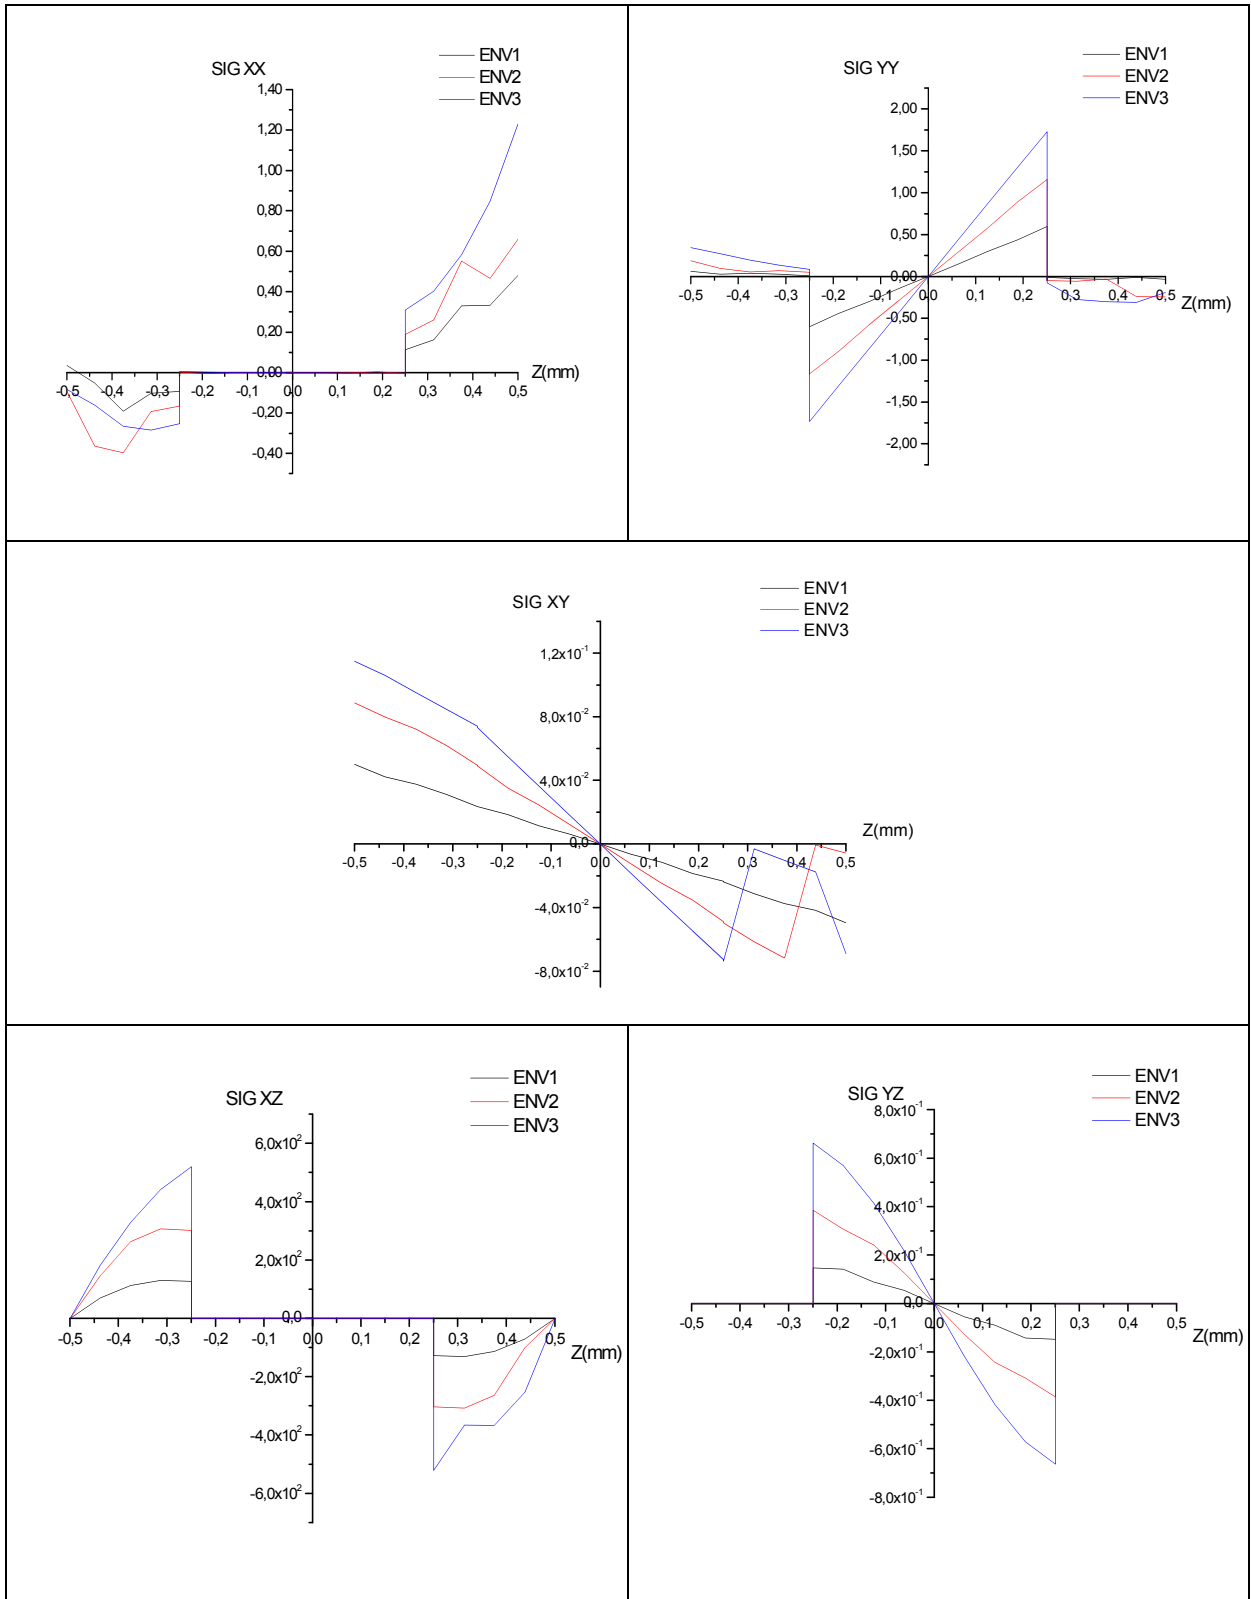 SIG XX
ENV1
ENV2
ENV3
1,40
1,20
1,00
0,80
0,60
0,40
0,20
0,00
-0,20
-0,40
-0,5 -0,4 -0,3 -0,2 -0,1 0,0 0,1 0,2 0,3 0,4 0,5
Z(mm)
SIG YY
ENV1
ENV2
ENV3
2,00
1,50
1,00
0,50
0,00
-0,50
-1,00
-1,50
-2,00
-0,5 -0,4 -0,3 -0,2 -0,1 0,0 0,1 0,2 0,3 0,4 0,5
Z(mm)
SIG XY
ENV1
ENV2
ENV3
1,2x10⁻¹
8,0x10⁻²
4,0x10⁻²
0,0
-4,0x10⁻²
-8,0x10⁻²
-0,5 -0,4 -0,3 -0,2 -0,1 0,0 0,1 0,2 0,3 0,4 0,5
Z(mm)
SIG XZ
ENV1
ENV2
ENV3
6,0x10²
4,0x10²
2,0x10²
0,0
-2,0x10²
-4,0x10²
-6,0x10²
-0,5 -0,4 -0,3 -0,2 -0,1 0,0 0,1 0,2 0,3 0,4 0,5
Z(mm)
SIG YZ
ENV1
ENV2
ENV3
8,0x10⁻¹
6,0x10⁻¹
4,0x10⁻¹
2,0x10⁻¹
0,0
-2,0x10⁻¹
-4,0x10⁻¹
-6,0x10⁻¹
-8,0x10⁻¹
-0,5 -0,4 -0,3 -0,2 -0,1 0,0 0,1 0,2 0,3 0,4 0,5
Z(mm)